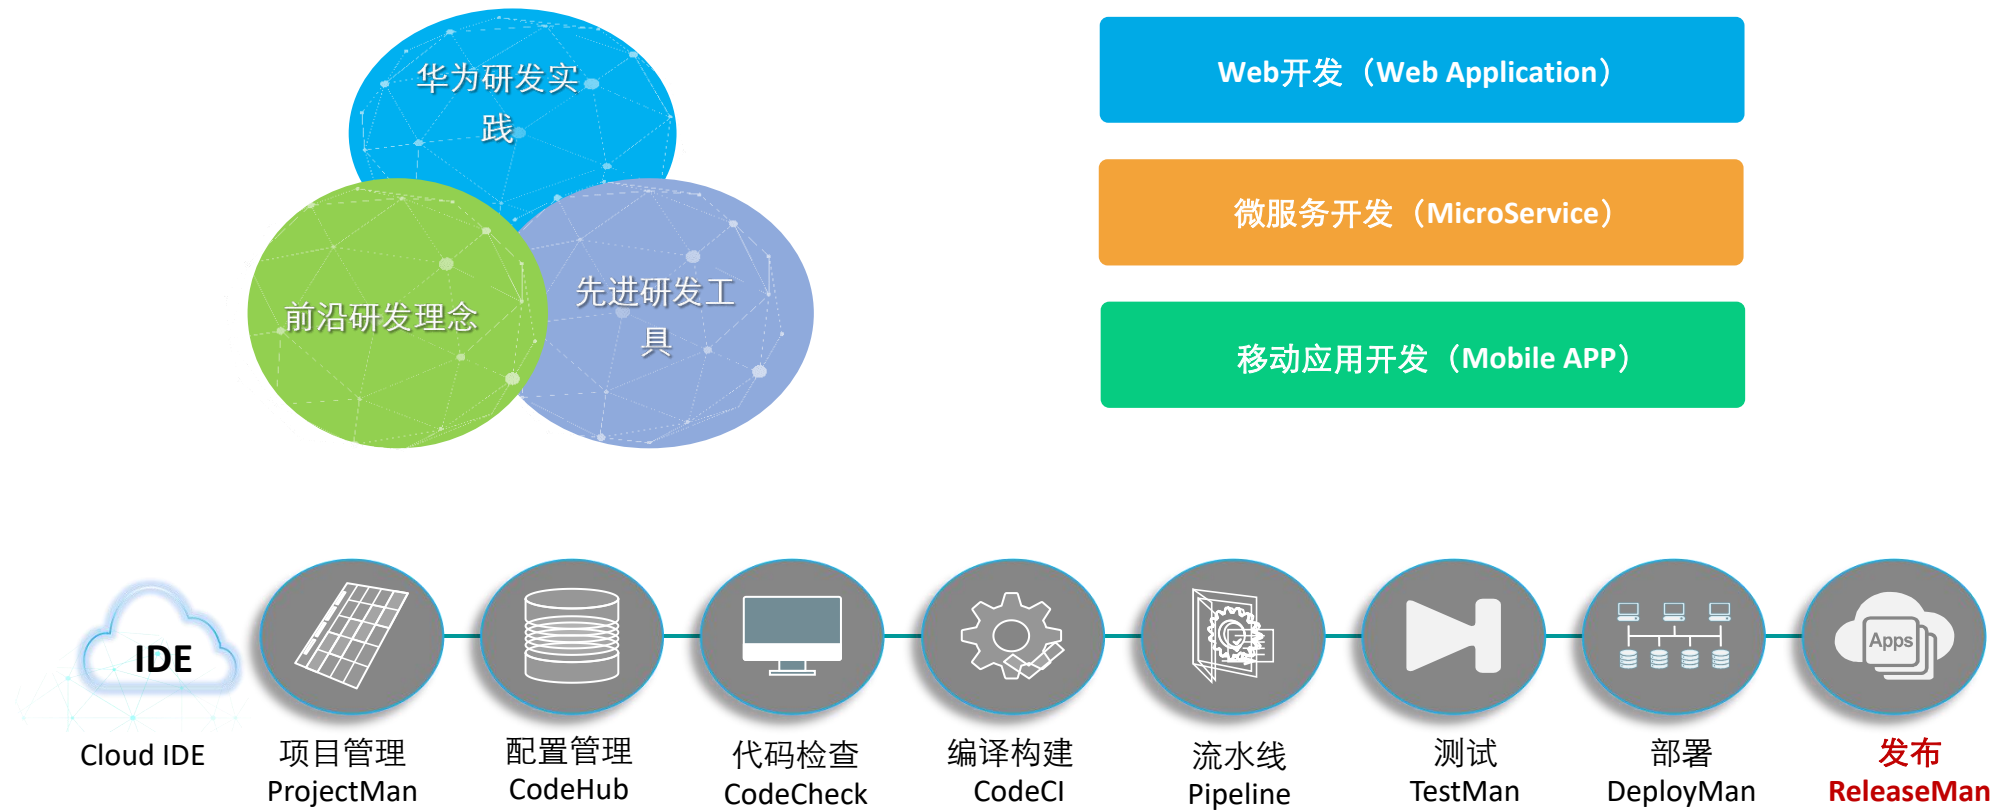 华为研发实
践
前沿研发理念
先进研发工
具
Web开发（Web Application）
微服务开发（MicroService）
移动应用开发（Mobile APP）
IDE
Apps
Cloud IDE
项目管理
ProjectMan
配置管理
CodeHub
代码检查
CodeCheck
编译构建
CodeCI
流水线
Pipeline
测试
TestMan
部署
DeployMan
发布
ReleaseMan